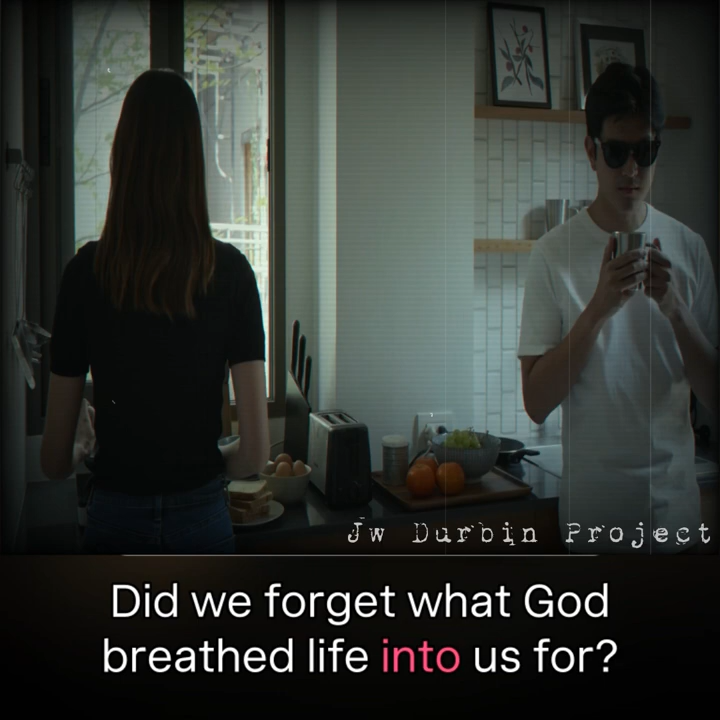 Jw Durbin Project
Did we forget what God
breathed life into us for?